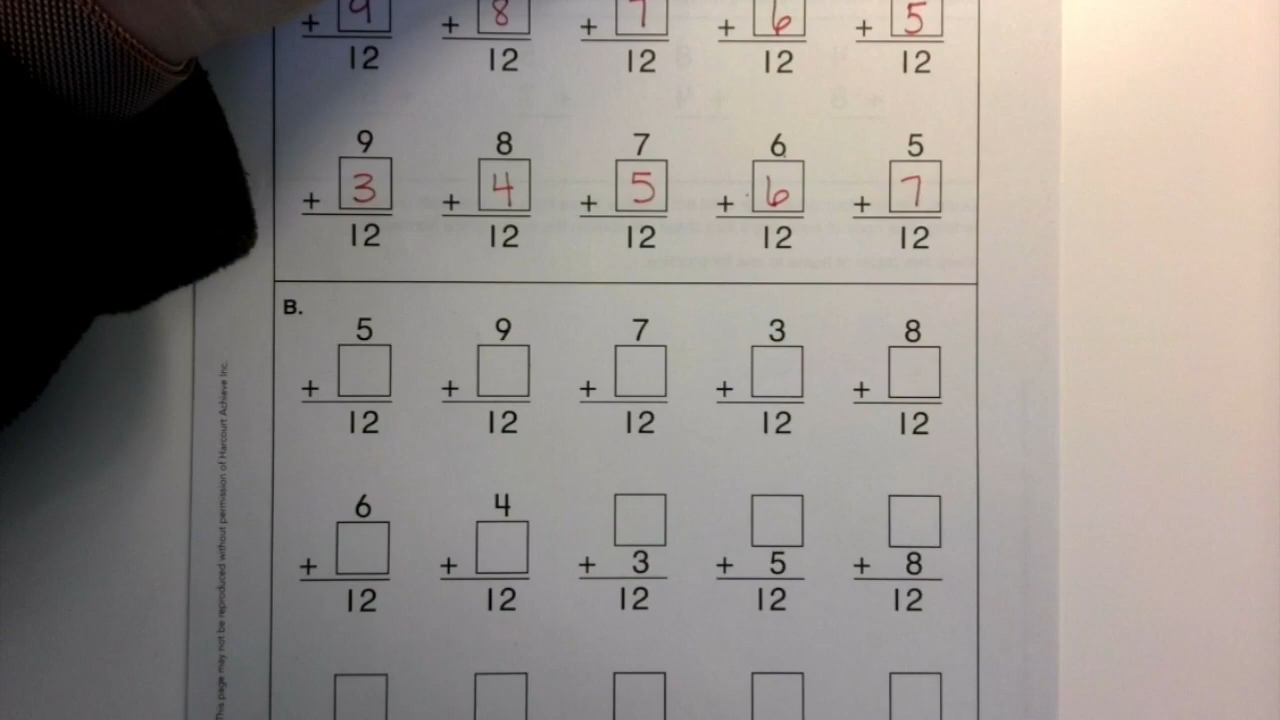 + 9 + 8 + 7 + 6 + 5
12 12 12 12 12
9 8 7 6 5
+ 3 + 4 + 5 + 6 + 7
12 12 12 12 12
B.
5 9 7 3 8
+ + + + +
12 12 12 12 12
6 4
+ + + 3 + 5 + 8
12 12 12 12 12
This page may not be reproduced without permission of Harcourt Achieve Inc.